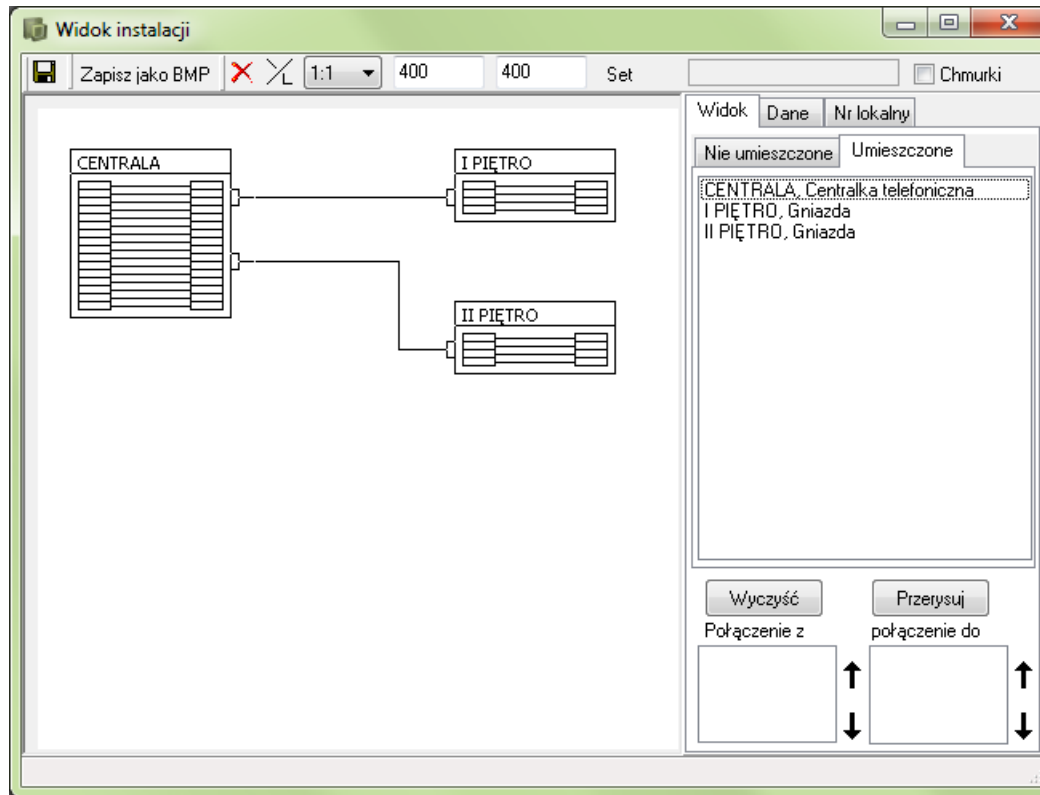 Widok instalacji
Zapisz jako BMP 1:1 400 400 Set Chmurki
Widok Dane Nr lokalny
Nie umieszczone Umieszczone
CENTRALA, Centralka telefoniczna
I PIĘTRO, Gniazda
II PIĘTRO, Gniazda
CENTRALA
I PIĘTRO
II PIĘTRO
Wyczyść Przerysuj
Połączenie z połączenie do